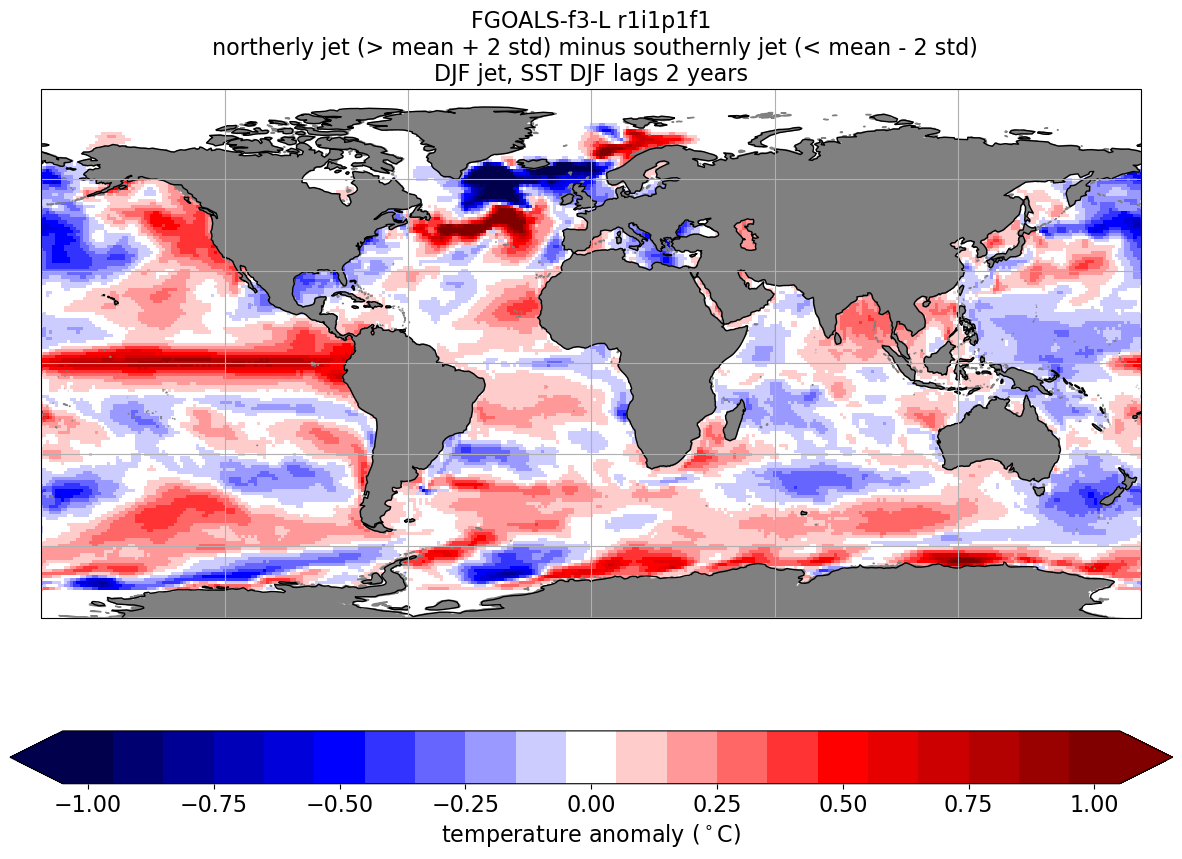 FGOALS-f3-L r1i1p1f1
northerly jet (> mean + 2 std) minus southernly jet (< mean - 2 std)
DJF jet, SST DJF lags 2 years
−1.00 −0.75 −0.50 −0.25 0.00 0.25 0.50 0.75 1.00
temperature anomaly (°C)